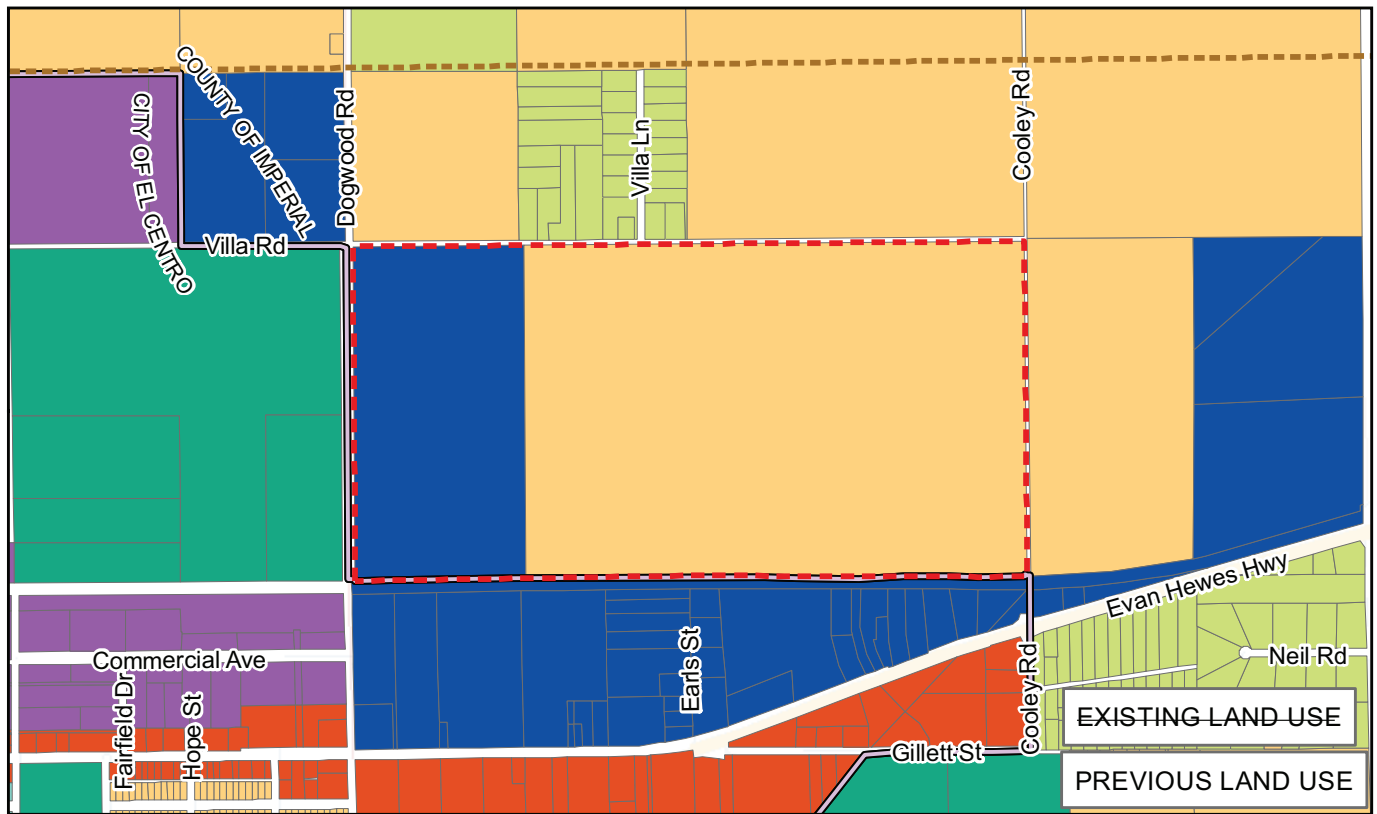 COUNTY OF IMPERIAL
CITY OF EL CENTRO
Dogwood Rd
Villa Ln
Cooley Rd
Villa Rd
Evan Hewes Hwy
Commercial Ave
Fairfield Dr
Hope St
Earls St
Cooley Rd
Neil Rd
Gillett St
EXISTING LAND USE
PREVIOUS LAND USE